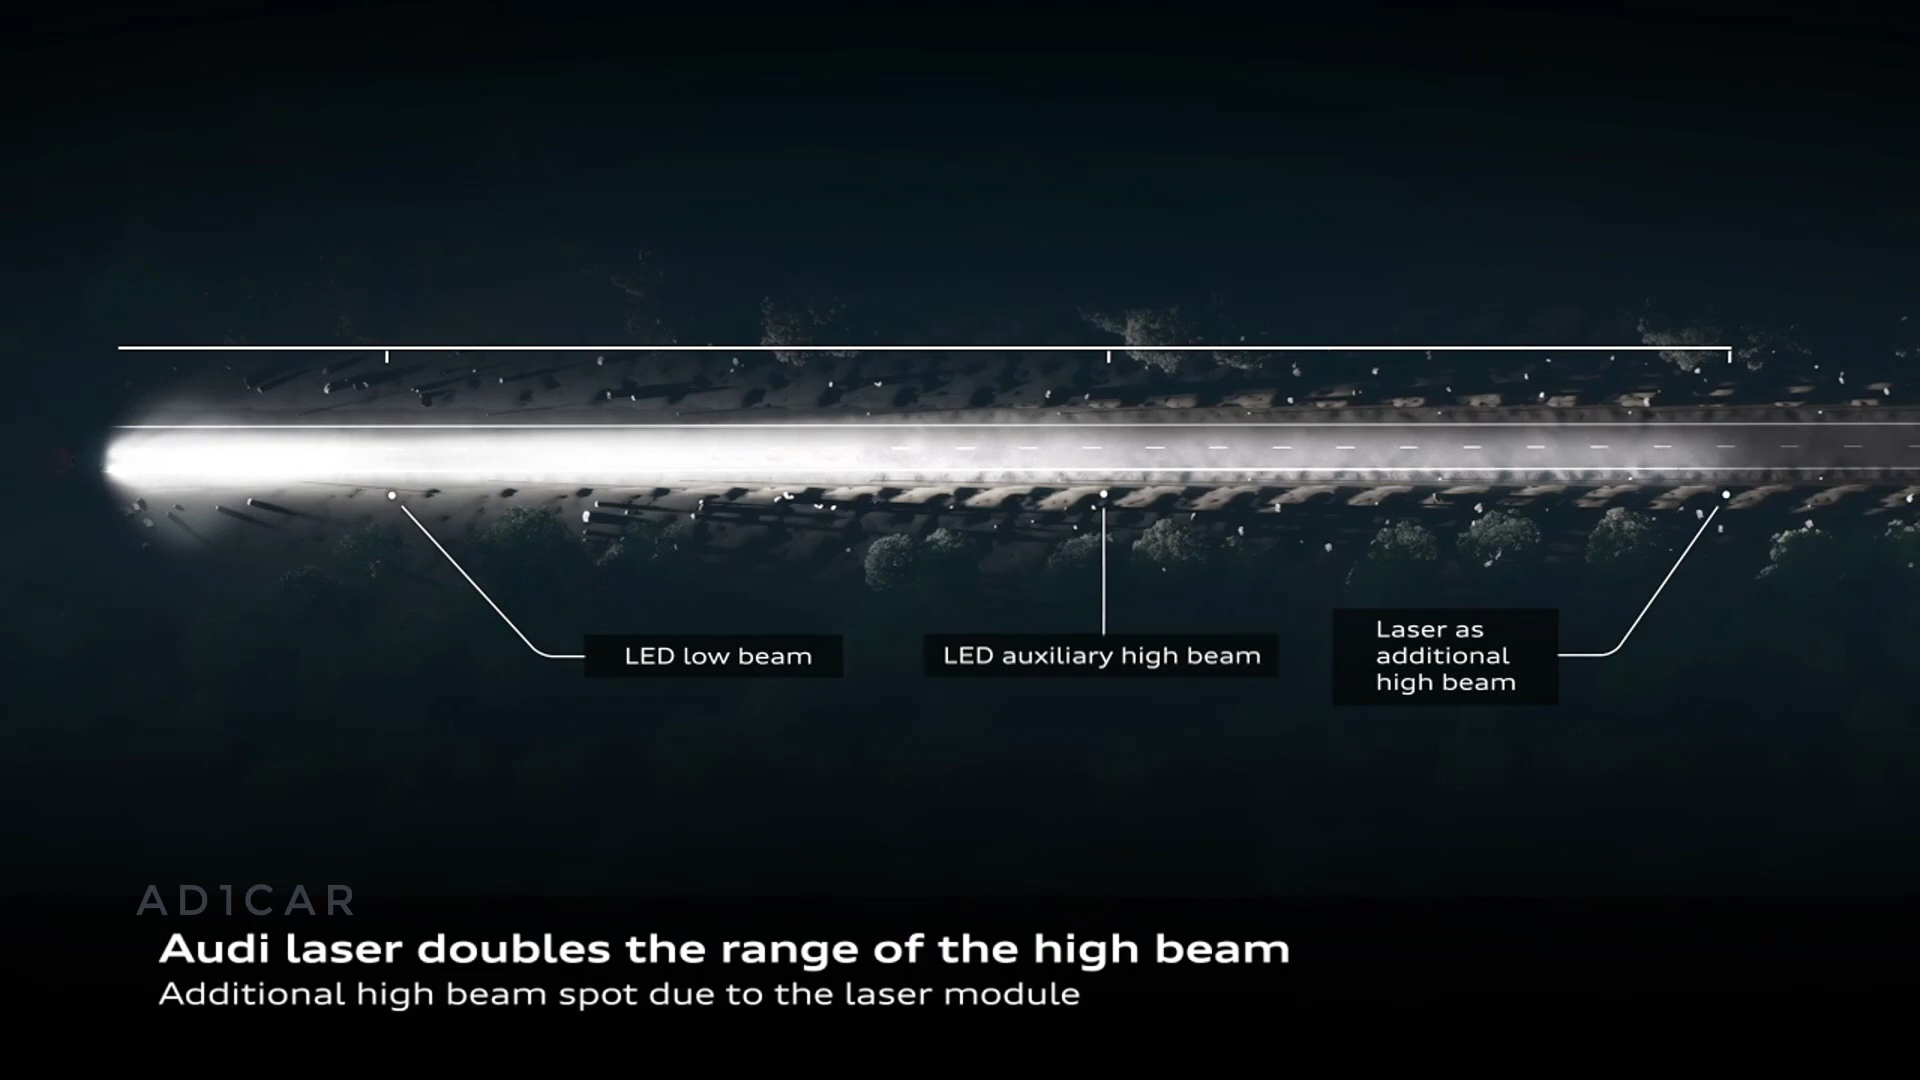 LED low beam
LED auxiliary high beam
Laser as
additional
high beam
AD1CAR
Audi laser doubles the range of the high beam
Additional high beam spot due to the laser module